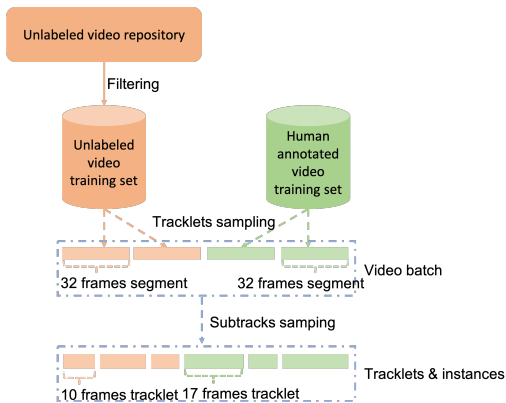 Unlabeled video repository
Filtering
Unlabeled
video
training set
Human
annotated
video
training set
Tracklets sampling
32 frames segment
32 frames segment
Video batch
Subtracks samping
10 frames tracklet
17 frames tracklet
Tracklets & instances